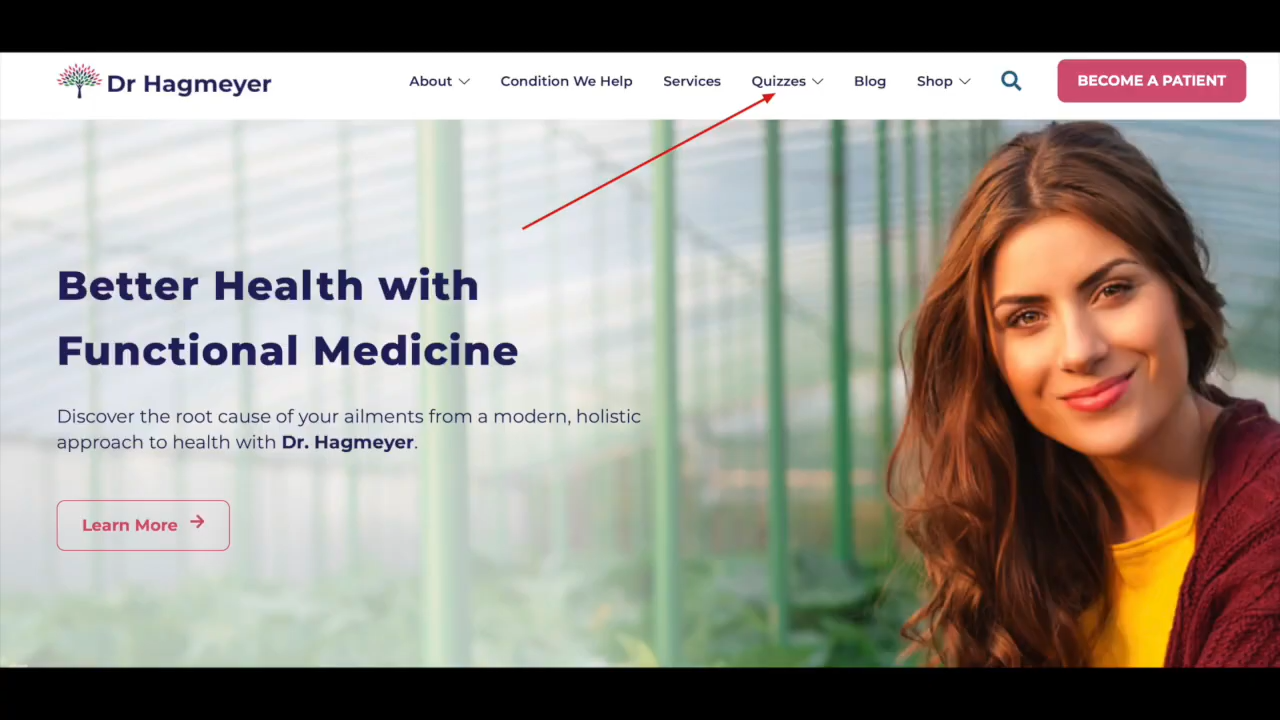 Dr Hagmeyer
About
Condition We Help
Services
Quizzes
Blog
Shop
BECOME A PATIENT
Better Health with
Functional Medicine
Discover the root cause of your ailments from a modern, holistic
approach to health with Dr. Hagmeyer.
Learn More